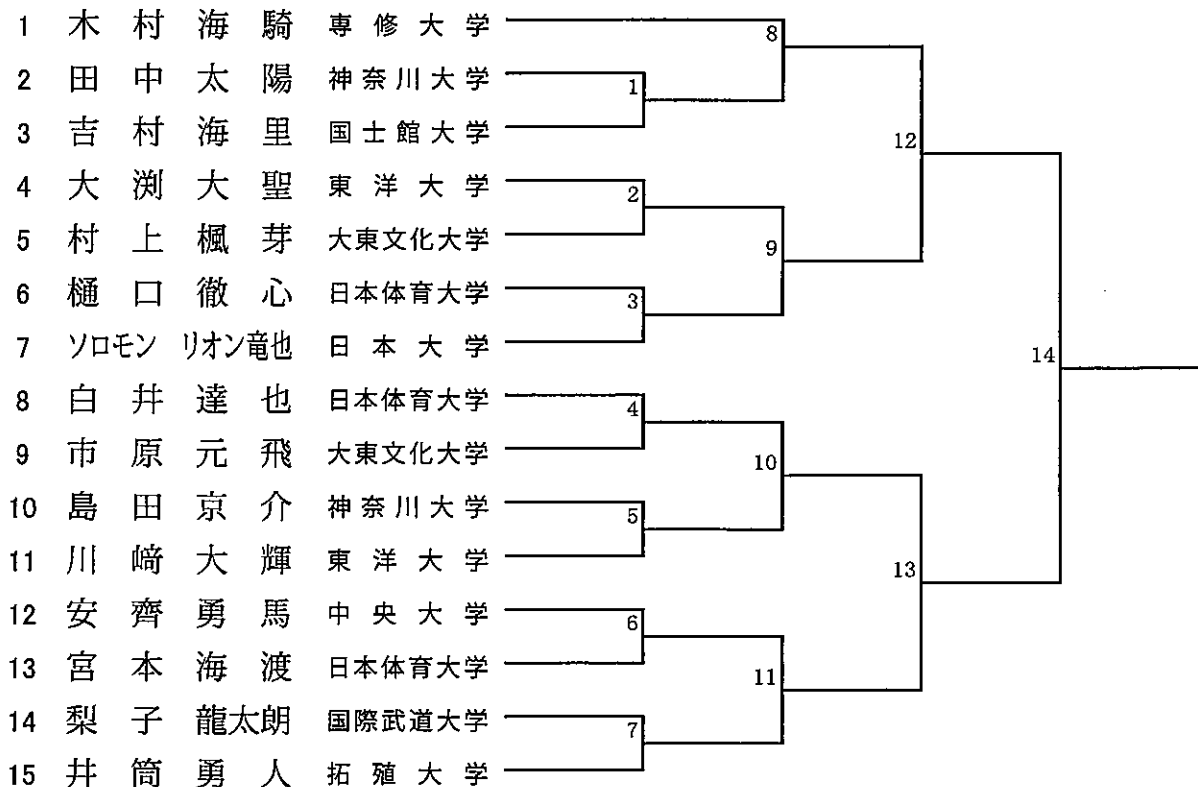 1 木村海騎 専修大学
8
2 田中太陽 神奈川大学
1
3 吉村海里 国士館大学
12
4 大渕大聖 東洋大学
2
5 村上楓芽 大東文化大学
9
6 樋口徹心 日本体育大学
3
7 ソロモン リオン竜也 日本大学
14
8 白井達也 日本体育大学
4
9 市原元飛 大東文化大学
10
10 島田京介 神奈川大学
5
11 川﨑大輝 東洋大学
13
12 安齊勇馬 中央大学
6
13 宮本海渡 日本体育大学
11
14 梨子龍太朗 国際武道大学
7
15 井筒勇人 拓殖大学